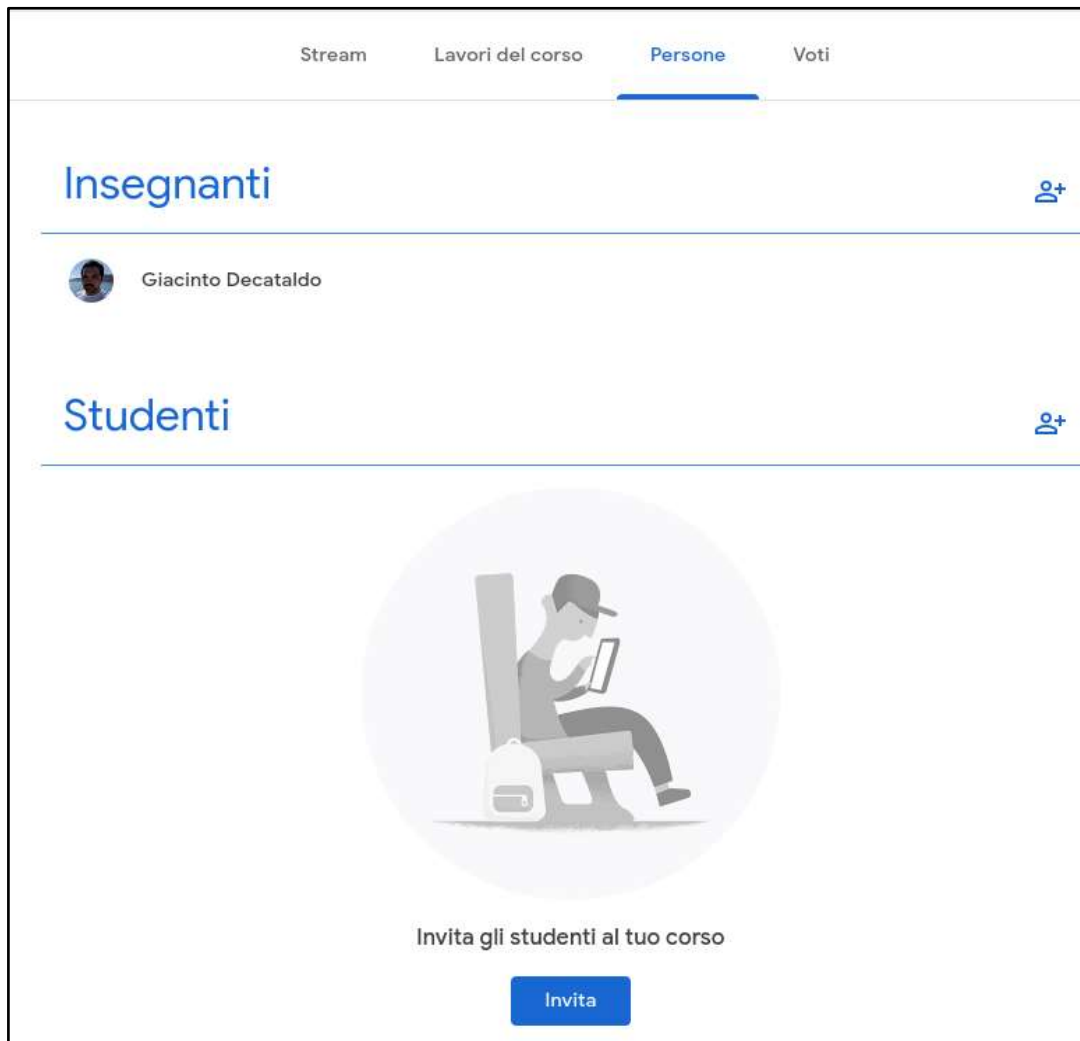 Stream Lavori del corso Persone Voti
Insegnanti
Giacinto Decataldo
Studenti
Invita gli studenti al tuo corso
Invita